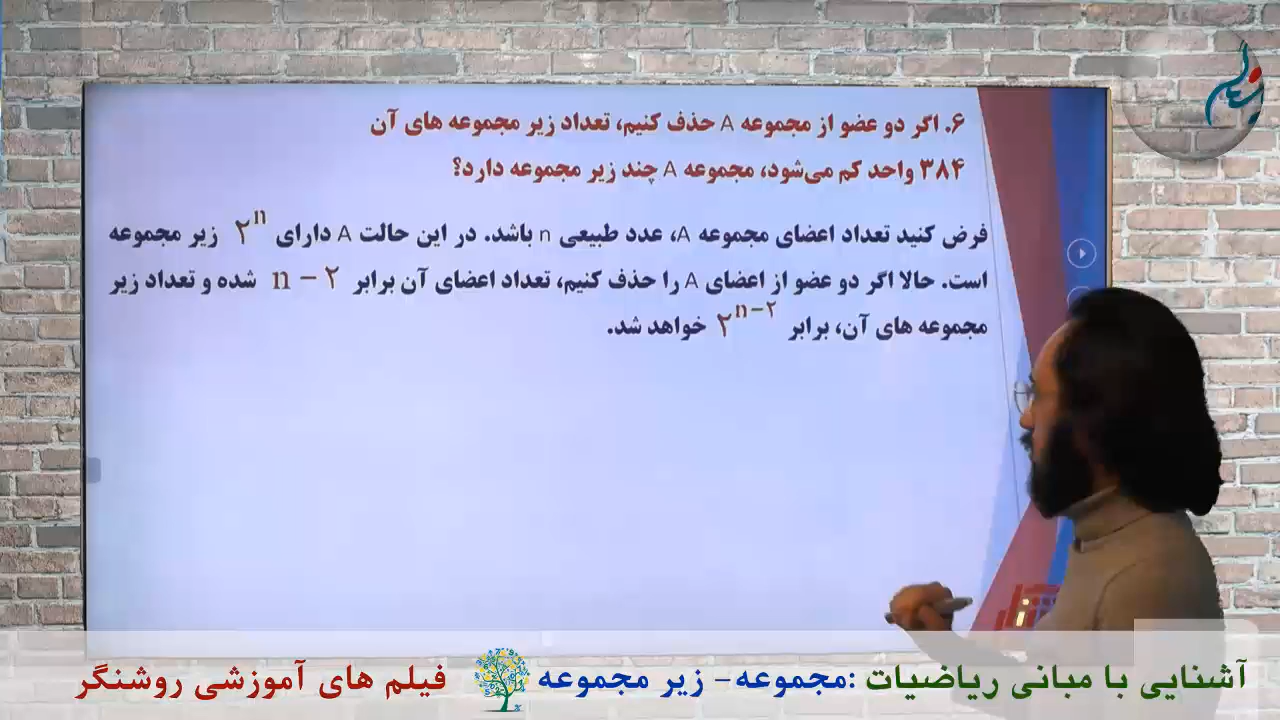 ۶. اگر دو عضو از مجموعه A حذف کنیم، تعداد زیر مجموعه های آن
۳۸۴ واحد کم می‌شود، مجموعه A چند زیر مجموعه دارد؟
فرض کنید تعداد اعضای مجموعه A، عدد طبیعی n باشد. در این حالت A دارای ۲^n زیر مجموعه
است. حالا اگر دو عضو از اعضای A را حذف کنیم، تعداد اعضای آن برابر n − ۲ شده و تعداد زیر
مجموعه های آن، برابر ۲^(n−۲) خواهد شد.
آشنایی با مبانی ریاضیات :مجموعه- زیر مجموعه فیلم های آموزشی روشنگر